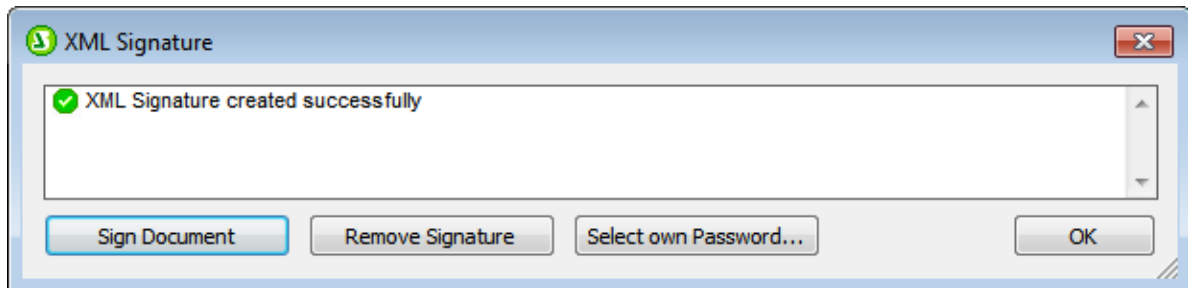 XML Signature
XML Signature created successfully
Sign Document Remove Signature Select own Password... OK